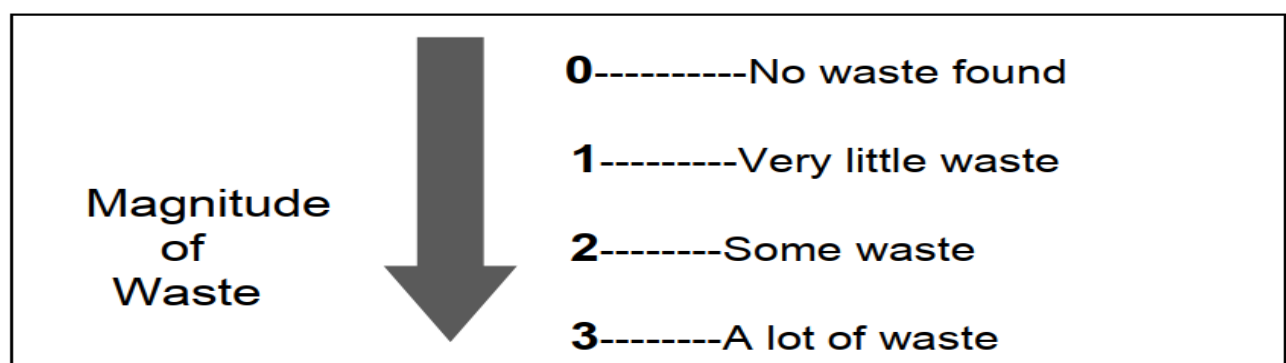 Magnitude
of
Waste
0----------No waste found
1---------Very little waste
2--------Some waste
3--------A lot of waste